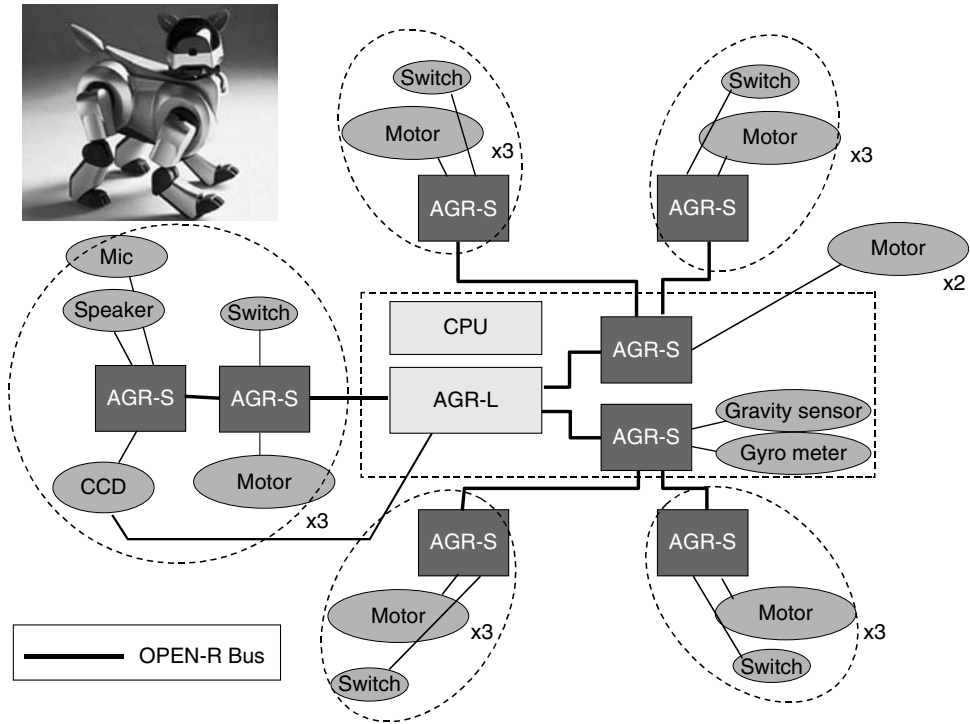 Switch
Motor
x3
AGR-S
Switch
Motor
x3
AGR-S
Motor
x2
Mic
Speaker
Switch
AGR-S
AGR-S
CCD
Motor
x3
CPU
AGR-L
AGR-S
AGR-S
Gravity sensor
Gyro meter
AGR-S
Motor
x3
Switch
AGR-S
Motor
x3
Switch
OPEN-R Bus